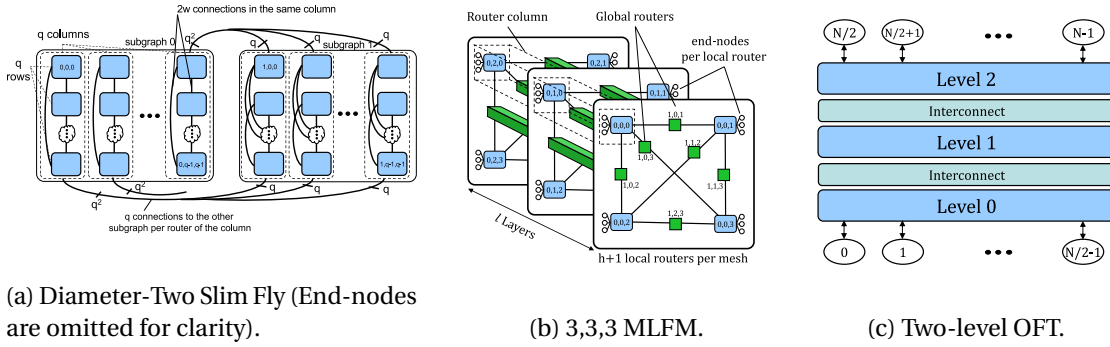 2w connections in the same column
q columns
subgraph 0
q²
subgraph 1
q
q
q
q
rows
0,0,0
1,0,0
0,q-1,q-1
1,q-1,q-1
q²
q²
q
q
q
q connections to the other
subgraph per router of the column
(a) Diameter-Two Slim Fly (End-nodes
are omitted for clarity).
Router column
Global routers
end-nodes
per local router
0,2,0
0,2,1
0,1,0
0,1,1
0,0,0
1,0,1
0,0,1
1,0,3
1,1,2
0,2,3
1,0,2
1,1,3
0,1,2
0,0,2
1,2,3
0,0,3
l Layers
h+1 local routers per mesh
(b) 3,3,3 MLFM.
N/2
N/2+1
N-1
Level 2
Interconnect
Level 1
Interconnect
Level 0
0
1
N/2-1
(c) Two-level OFT.